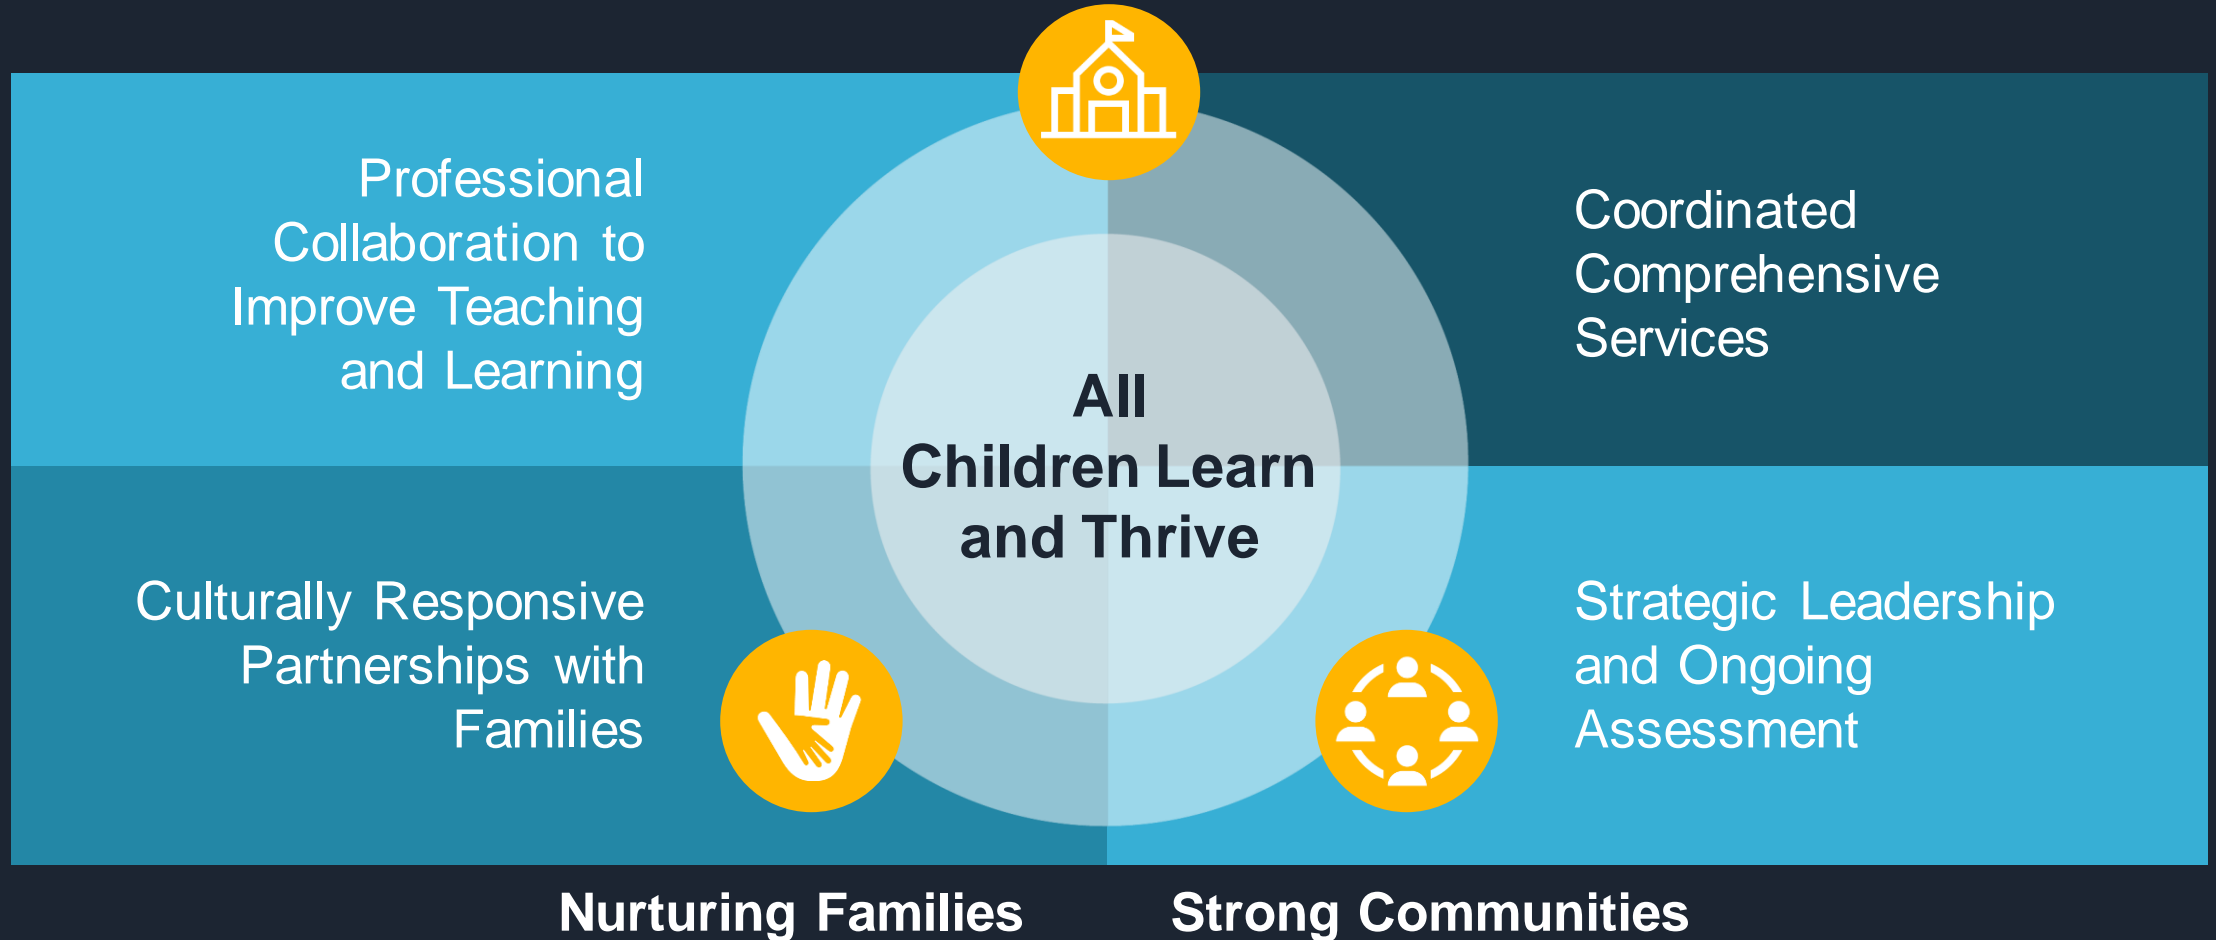 Professional
Collaboration to
Improve Teaching
and Learning
Coordinated
Comprehensive
Services
All
Children Learn
and Thrive
Culturally Responsive
Partnerships with
Families
Strategic Leadership
and Ongoing
Assessment
Nurturing Families
Strong Communities